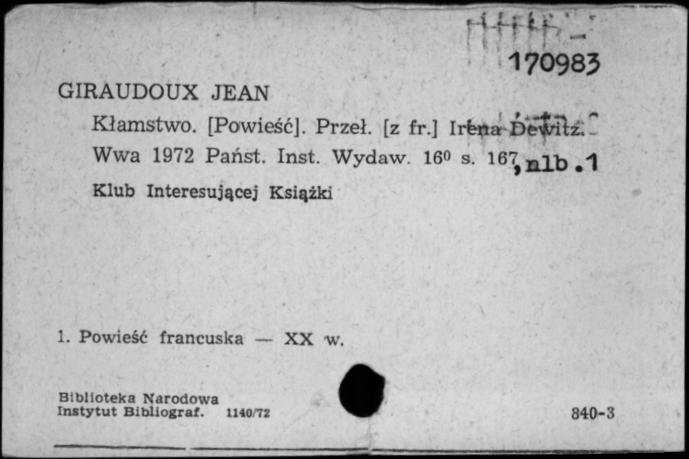 170983
GIRAUDOUX JEAN
Kłamstwo. [Powieść]. Przeł. [z fr.] Irena Dewitz.
Wwa 1972 Państ. Inst. Wydaw. 16º s. 167, nlb. 1
Klub Interesującej Książki
1. Powieść francuska — XX w.
Biblioteka Narodowa
Instytut Bibliograf. 1140/72
840-3